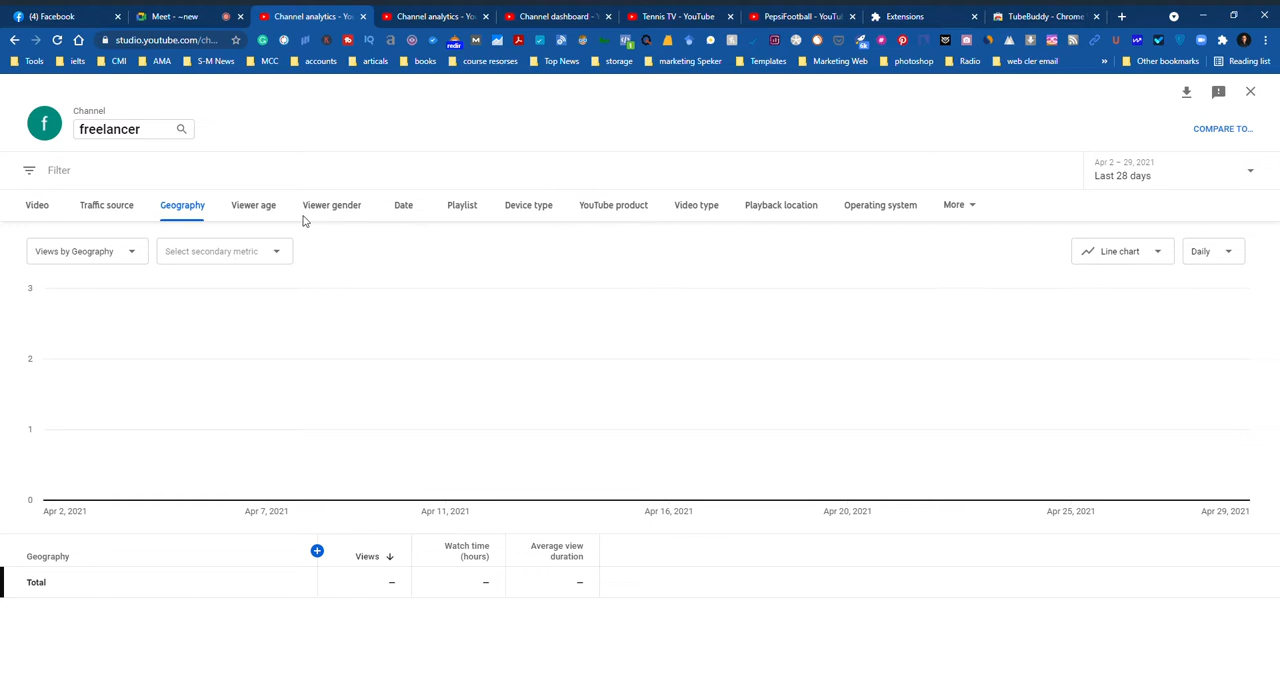 (4) Facebook
Meet - ~new
Channel analytics - Yo
Channel analytics - Yo
Channel dashboard - Y
Tennis TV - YouTube
PepsiFootball - YouTu
Extensions
TubeBuddy - Chrome
studio.youtube.com/ch...
Tools ielts CMI AMA S-M News MCC accounts articals books course resorses Top News storage marketing Speker Templates Marketing Web photoshop Radio web cler email » Other bookmarks Reading list
Channel
f freelancer
COMPARE TO...
Filter
Apr 2 – 29, 2021
Last 28 days
Video Traffic source Geography Viewer age Viewer gender Date Playlist Device type YouTube product Video type Playback location Operating system More
Views by Geography Select secondary metric Line chart Daily
3
2
1
0
Apr 2, 2021 Apr 7, 2021 Apr 11, 2021 Apr 16, 2021 Apr 20, 2021 Apr 25, 2021 Apr 29, 2021
Geography Views Watch time (hours) Average view duration
Total – – –